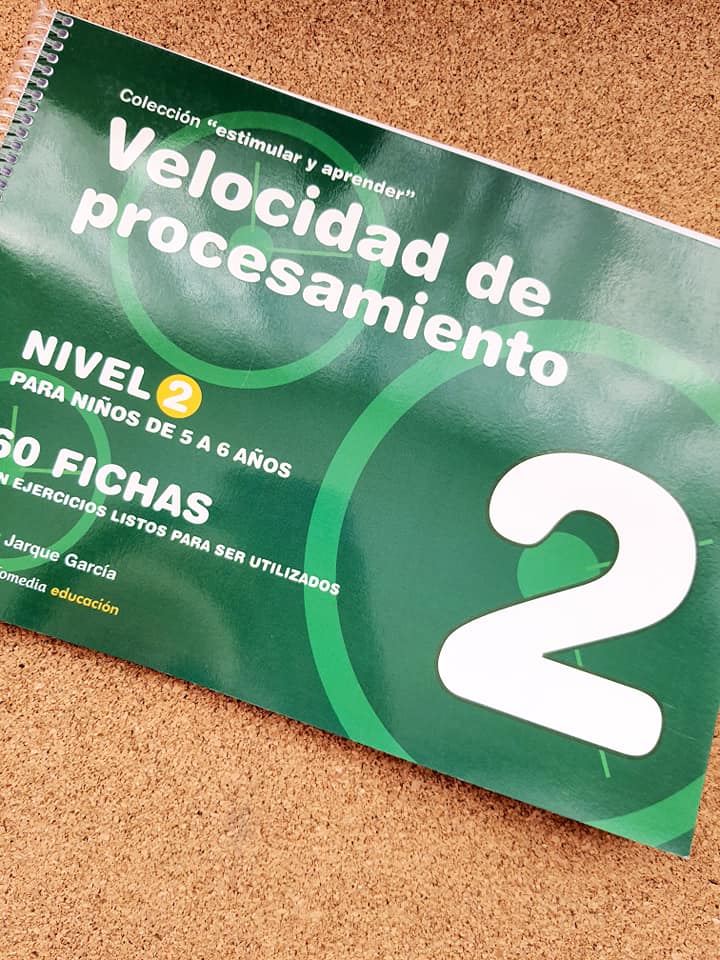 Colección "estimular y aprender"
Velocidad de
procesamiento
NIVEL 2
PARA NIÑOS DE 5 A 6 AÑOS
60 FICHAS
EJERCICIOS LISTOS PARA SER UTILIZADOS
Jarque García
educación
2